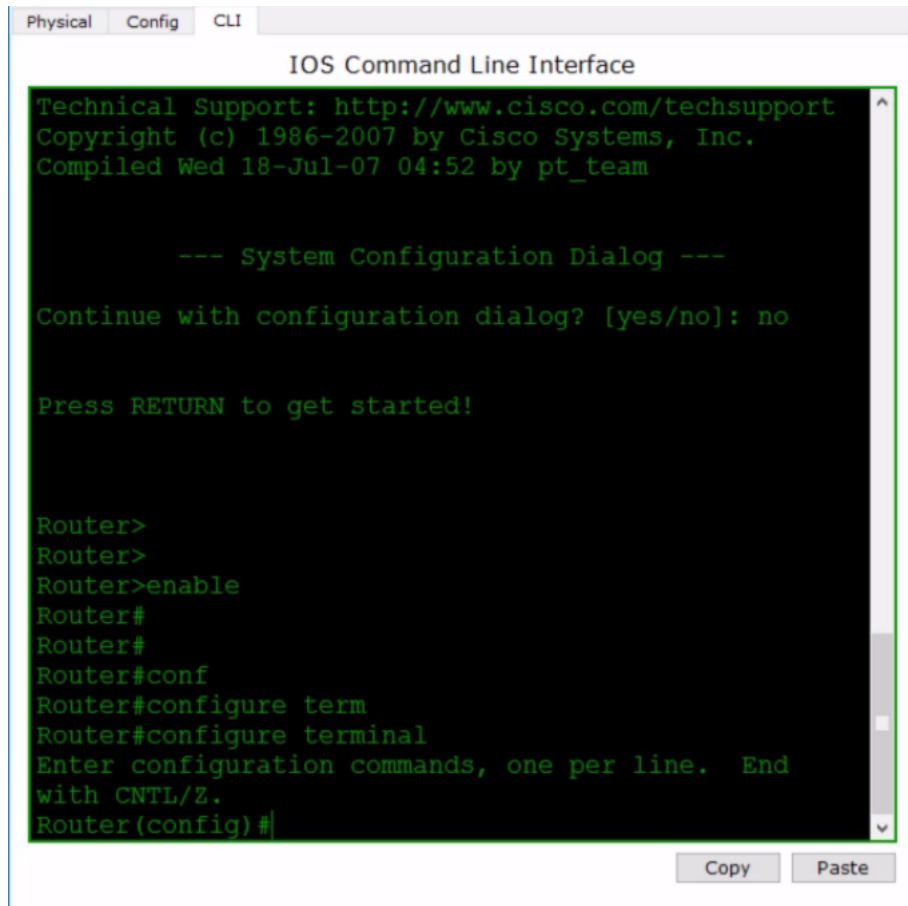 Physical Config CLI
IOS Command Line Interface
Technical Support: http://www.cisco.com/techsupport
Copyright (c) 1986-2007 by Cisco Systems, Inc.
Compiled Wed 18-Jul-07 04:52 by pt_team
--- System Configuration Dialog ---
Continue with configuration dialog? [yes/no]: no
Press RETURN to get started!
Router>
Router>
Router>enable
Router#
Router#
Router#conf
Router#configure term
Router#configure terminal
Enter configuration commands, one per line.  End
with CNTL/Z.
Router(config)#
Copy Paste